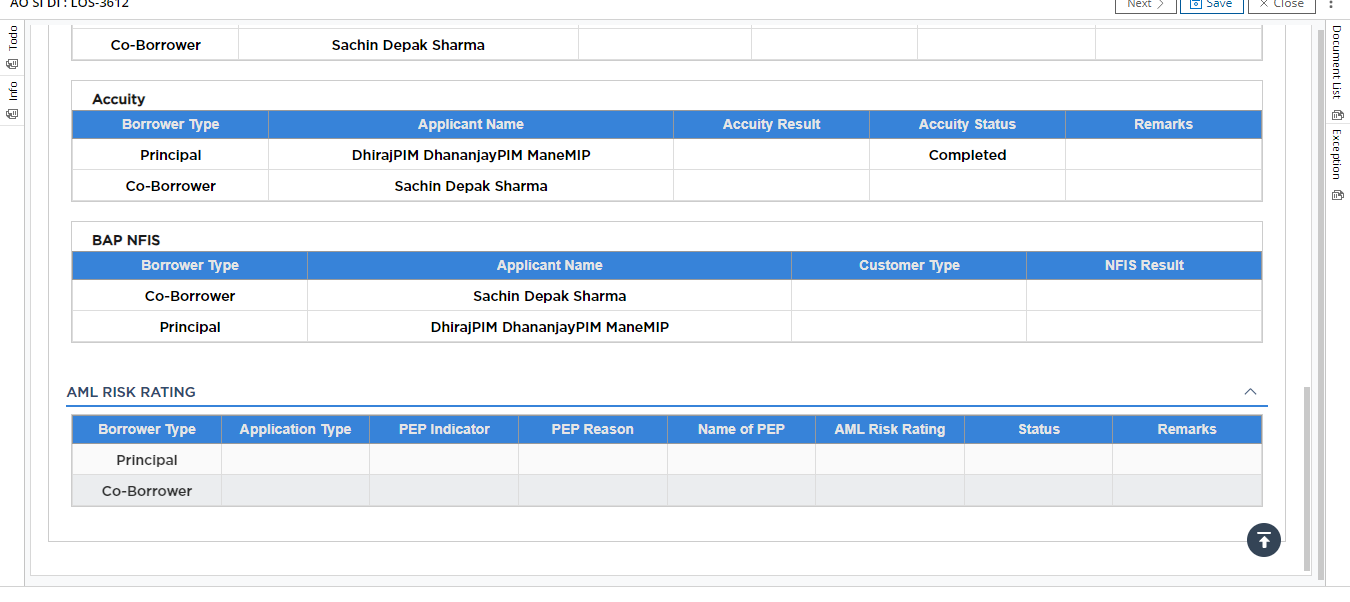 AO SI DI : LOS-3612
Next
Save
Close
Todo
Info
Document List
Exception
Co-Borrower Sachin Depak Sharma
Accuity
Borrower Type Applicant Name Accuity Result Accuity Status Remarks
Principal DhirajPIM DhananjayPIM ManeMIP Completed
Co-Borrower Sachin Depak Sharma
BAP NFIS
Borrower Type Applicant Name Customer Type NFIS Result
Co-Borrower Sachin Depak Sharma
Principal DhirajPIM DhananjayPIM ManeMIP
AML RISK RATING
Borrower Type Application Type PEP Indicator PEP Reason Name of PEP AML Risk Rating Status Remarks
Principal
Co-Borrower